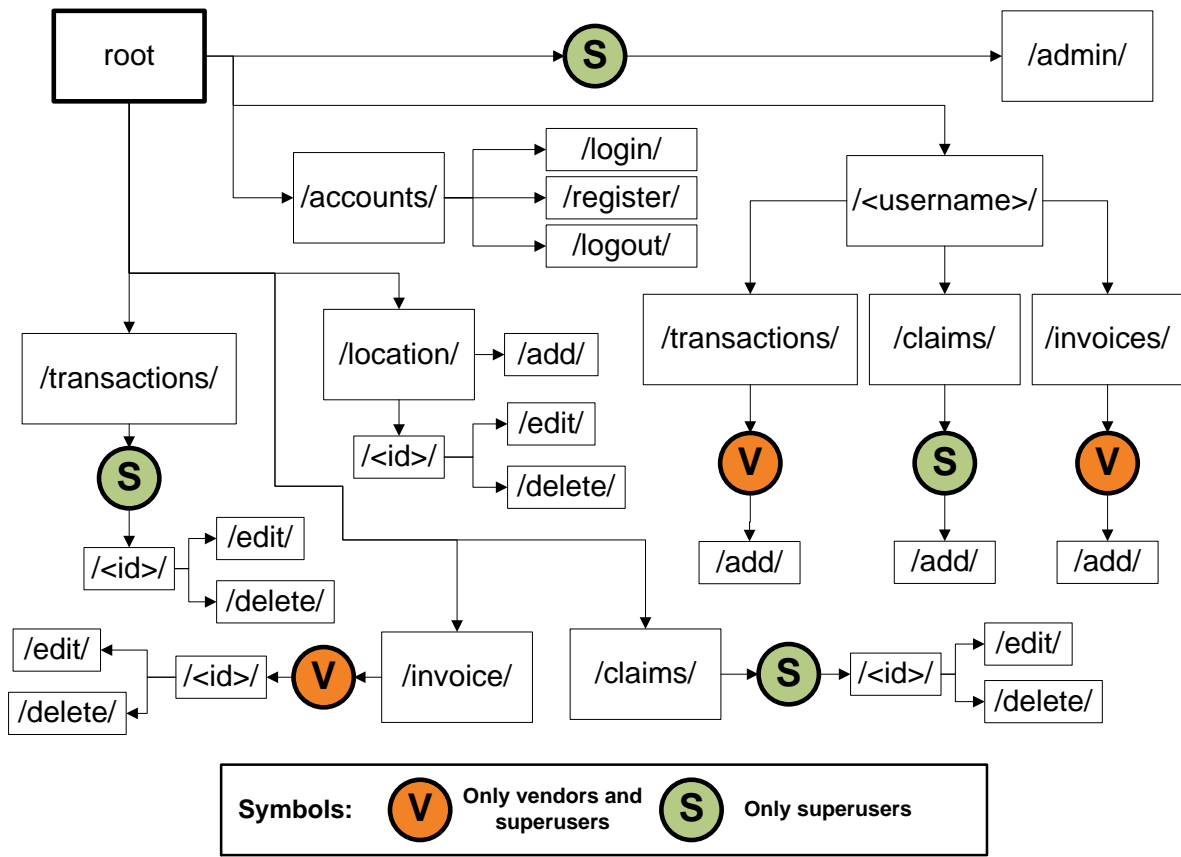 root
S
/admin/
/accounts/
/login/
/register/
/logout/
/<username>/
/transactions/
/claims/
/invoices/
V
S
V
/add/
/add/
/add/
/transactions/
S
/<id>/
/edit/
/delete/
/location/
/add/
/<id>/
/edit/
/delete/
/invoice/
V
/<id>/
/edit/
/delete/
/claims/
S
/<id>/
/edit/
/delete/
Symbols:
V
Only vendors and
superusers
S
Only superusers